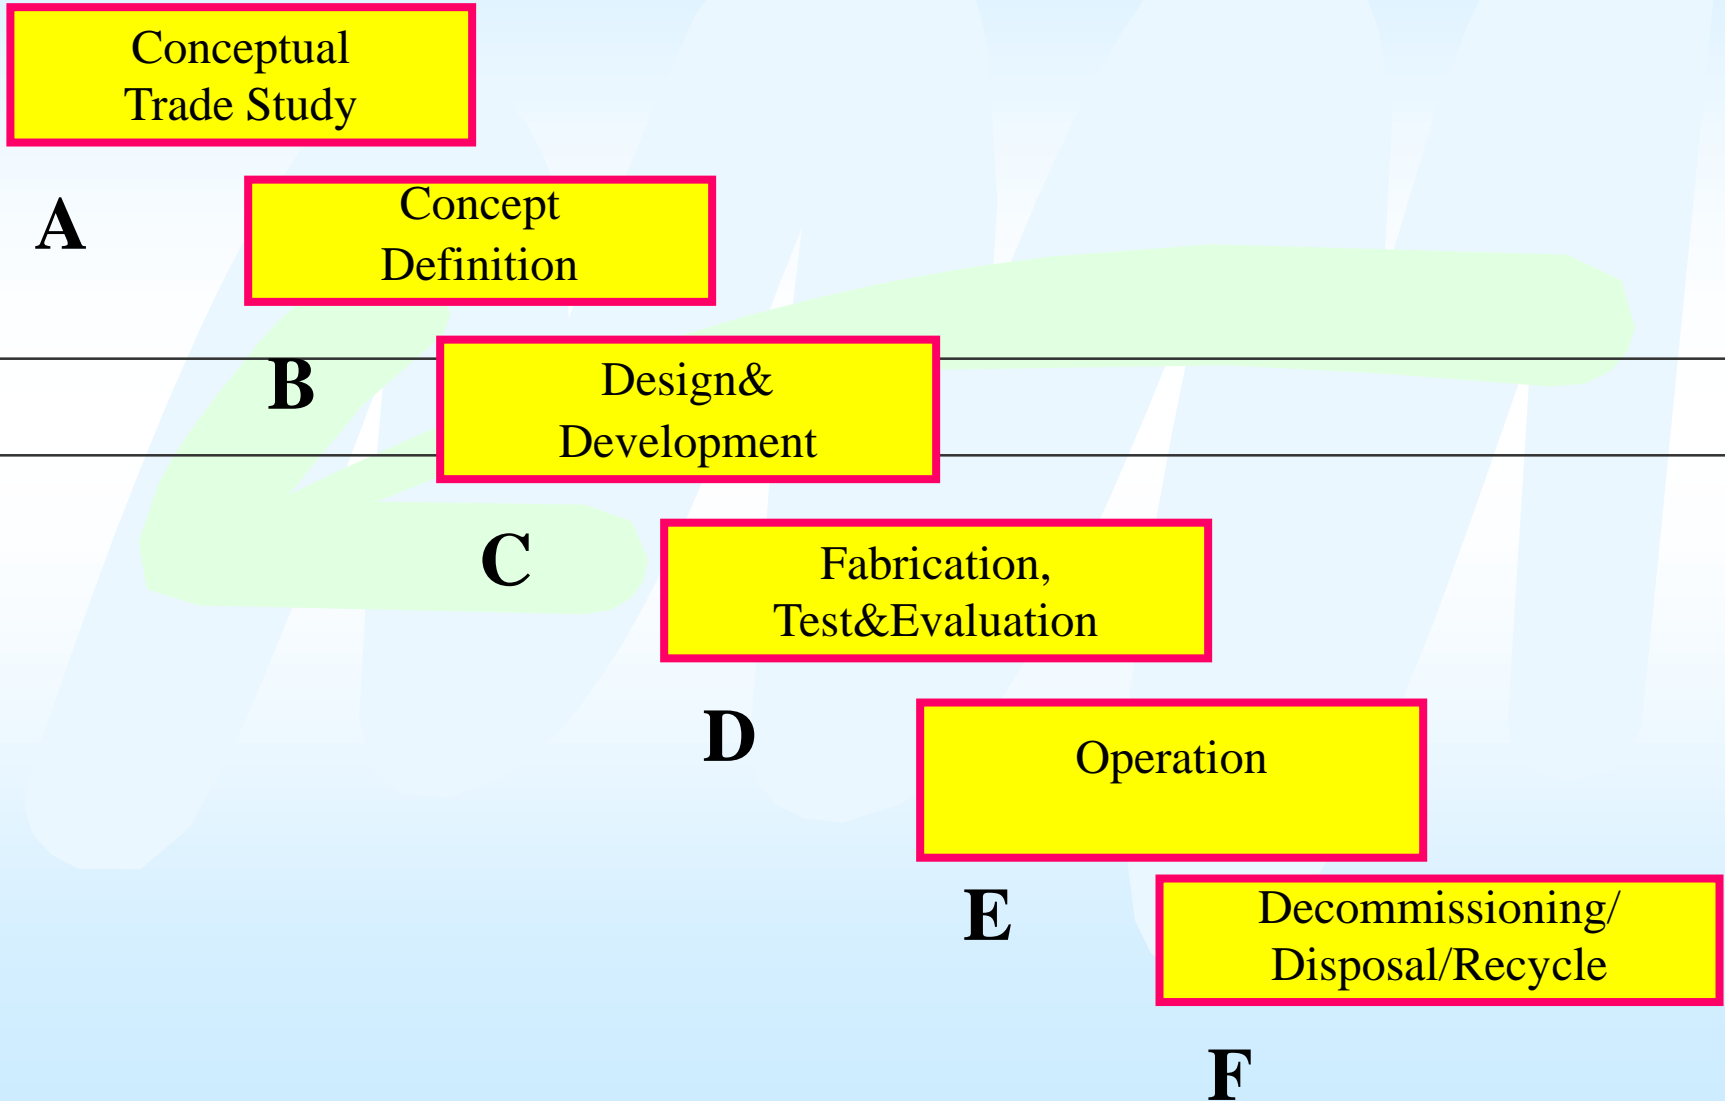 Conceptual
Trade Study
A
Concept
Definition
B
Design&
Development
C
Fabrication,
Test&Evaluation
D
Operation
E
Decommissioning/
Disposal/Recycle
F